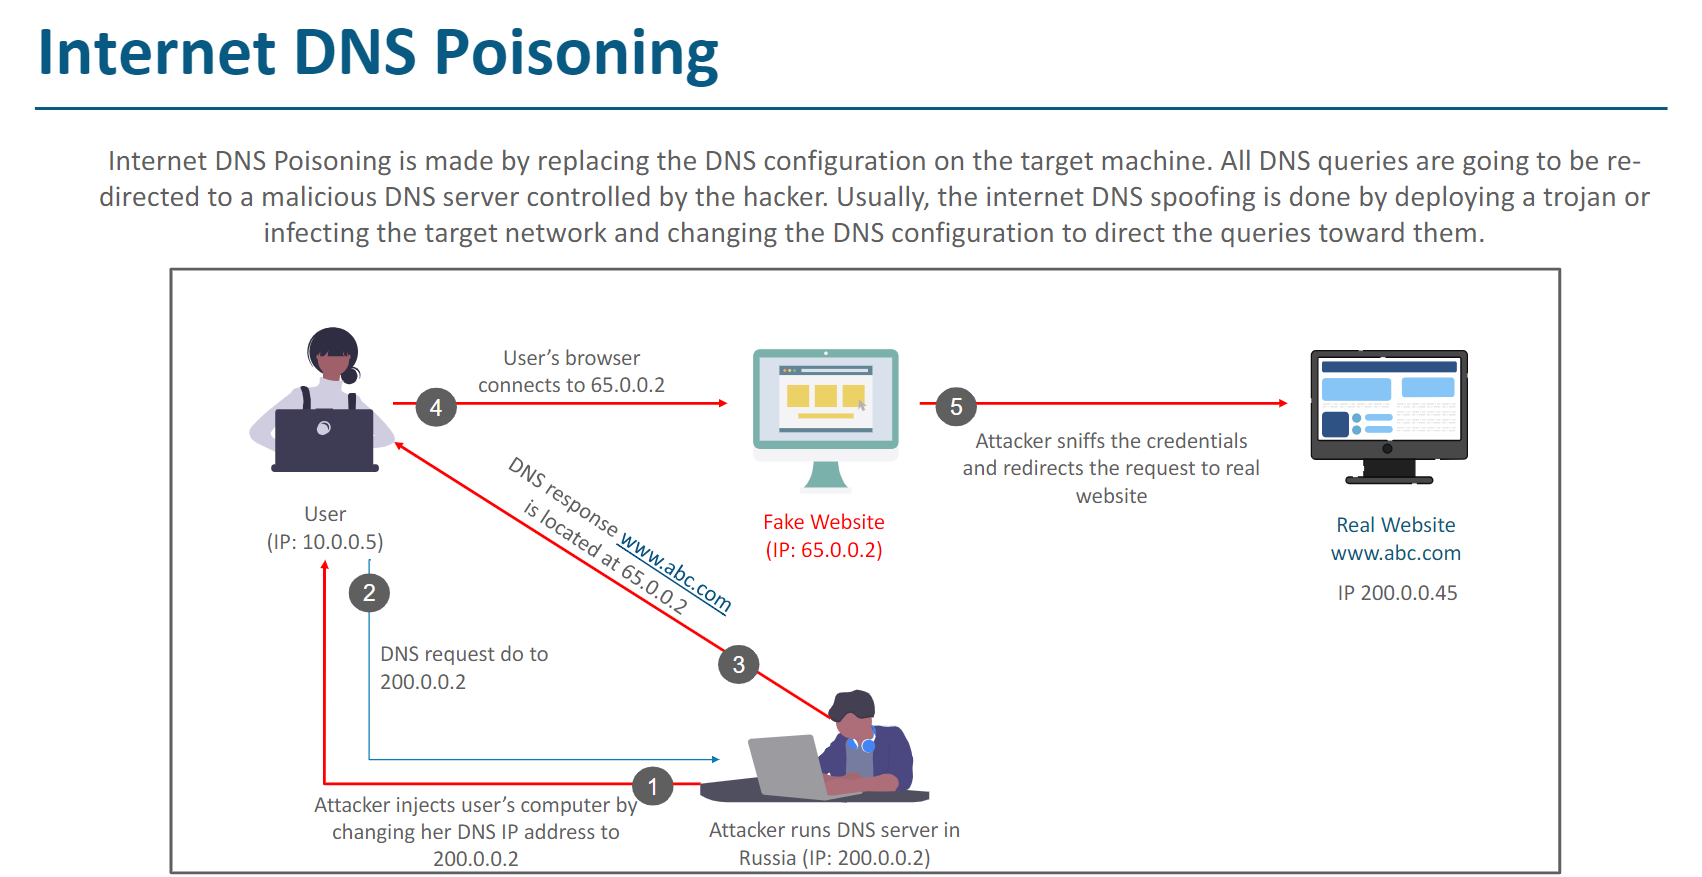 Internet DNS Poisoning
Internet DNS Poisoning is made by replacing the DNS configuration on the target machine. All DNS queries are going to be re-
directed to a malicious DNS server controlled by the hacker. Usually, the internet DNS spoofing is done by deploying a trojan or
infecting the target network and changing the DNS configuration to direct the queries toward them.
User's browser
connects to 65.0.0.2
4
5
Attacker sniffs the credentials
and redirects the request to real
website
DNS response www.abc.com
is located at 65.0.0.2
User
(IP: 10.0.0.5)
Fake Website
(IP: 65.0.0.2)
Real Website
www.abc.com
IP 200.0.0.45
2
DNS request do to
200.0.0.2
3
1
Attacker injects user's computer by
changing her DNS IP address to
200.0.0.2
Attacker runs DNS server in
Russia (IP: 200.0.0.2)